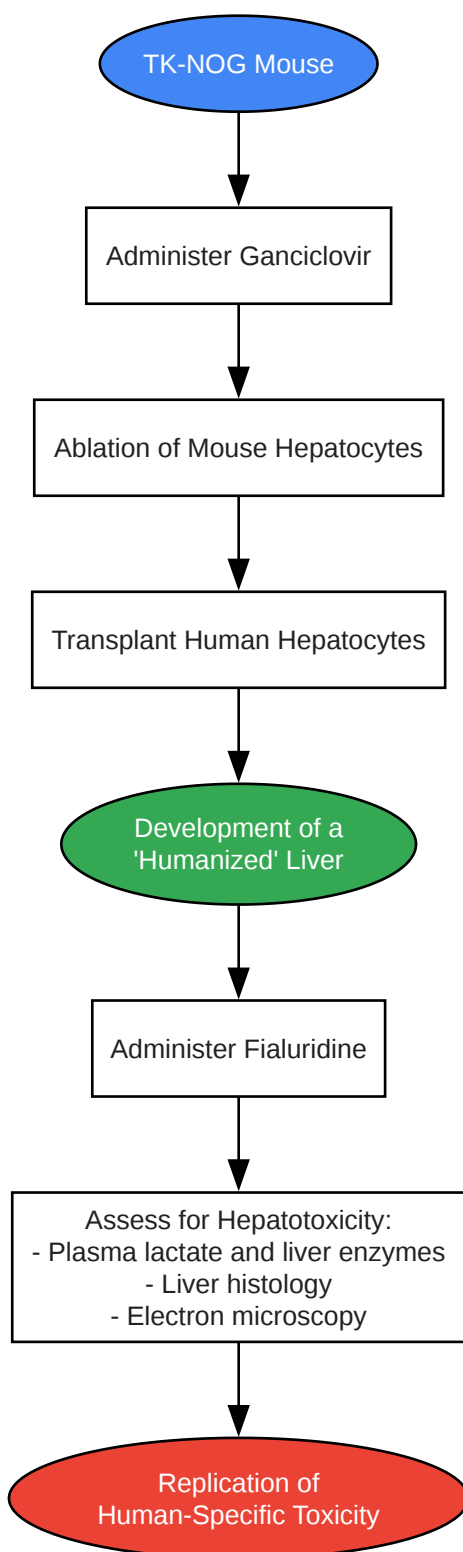 TK-NOG Mouse
Administer Ganciclovir
Ablation of Mouse Hepatocytes
Transplant Human Hepatocytes
Development of a
'Humanized' Liver
Administer Fialuridine
Assess for Hepatotoxicity:
- Plasma lactate and liver enzymes
- Liver histology
- Electron microscopy
Replication of
Human-Specific Toxicity